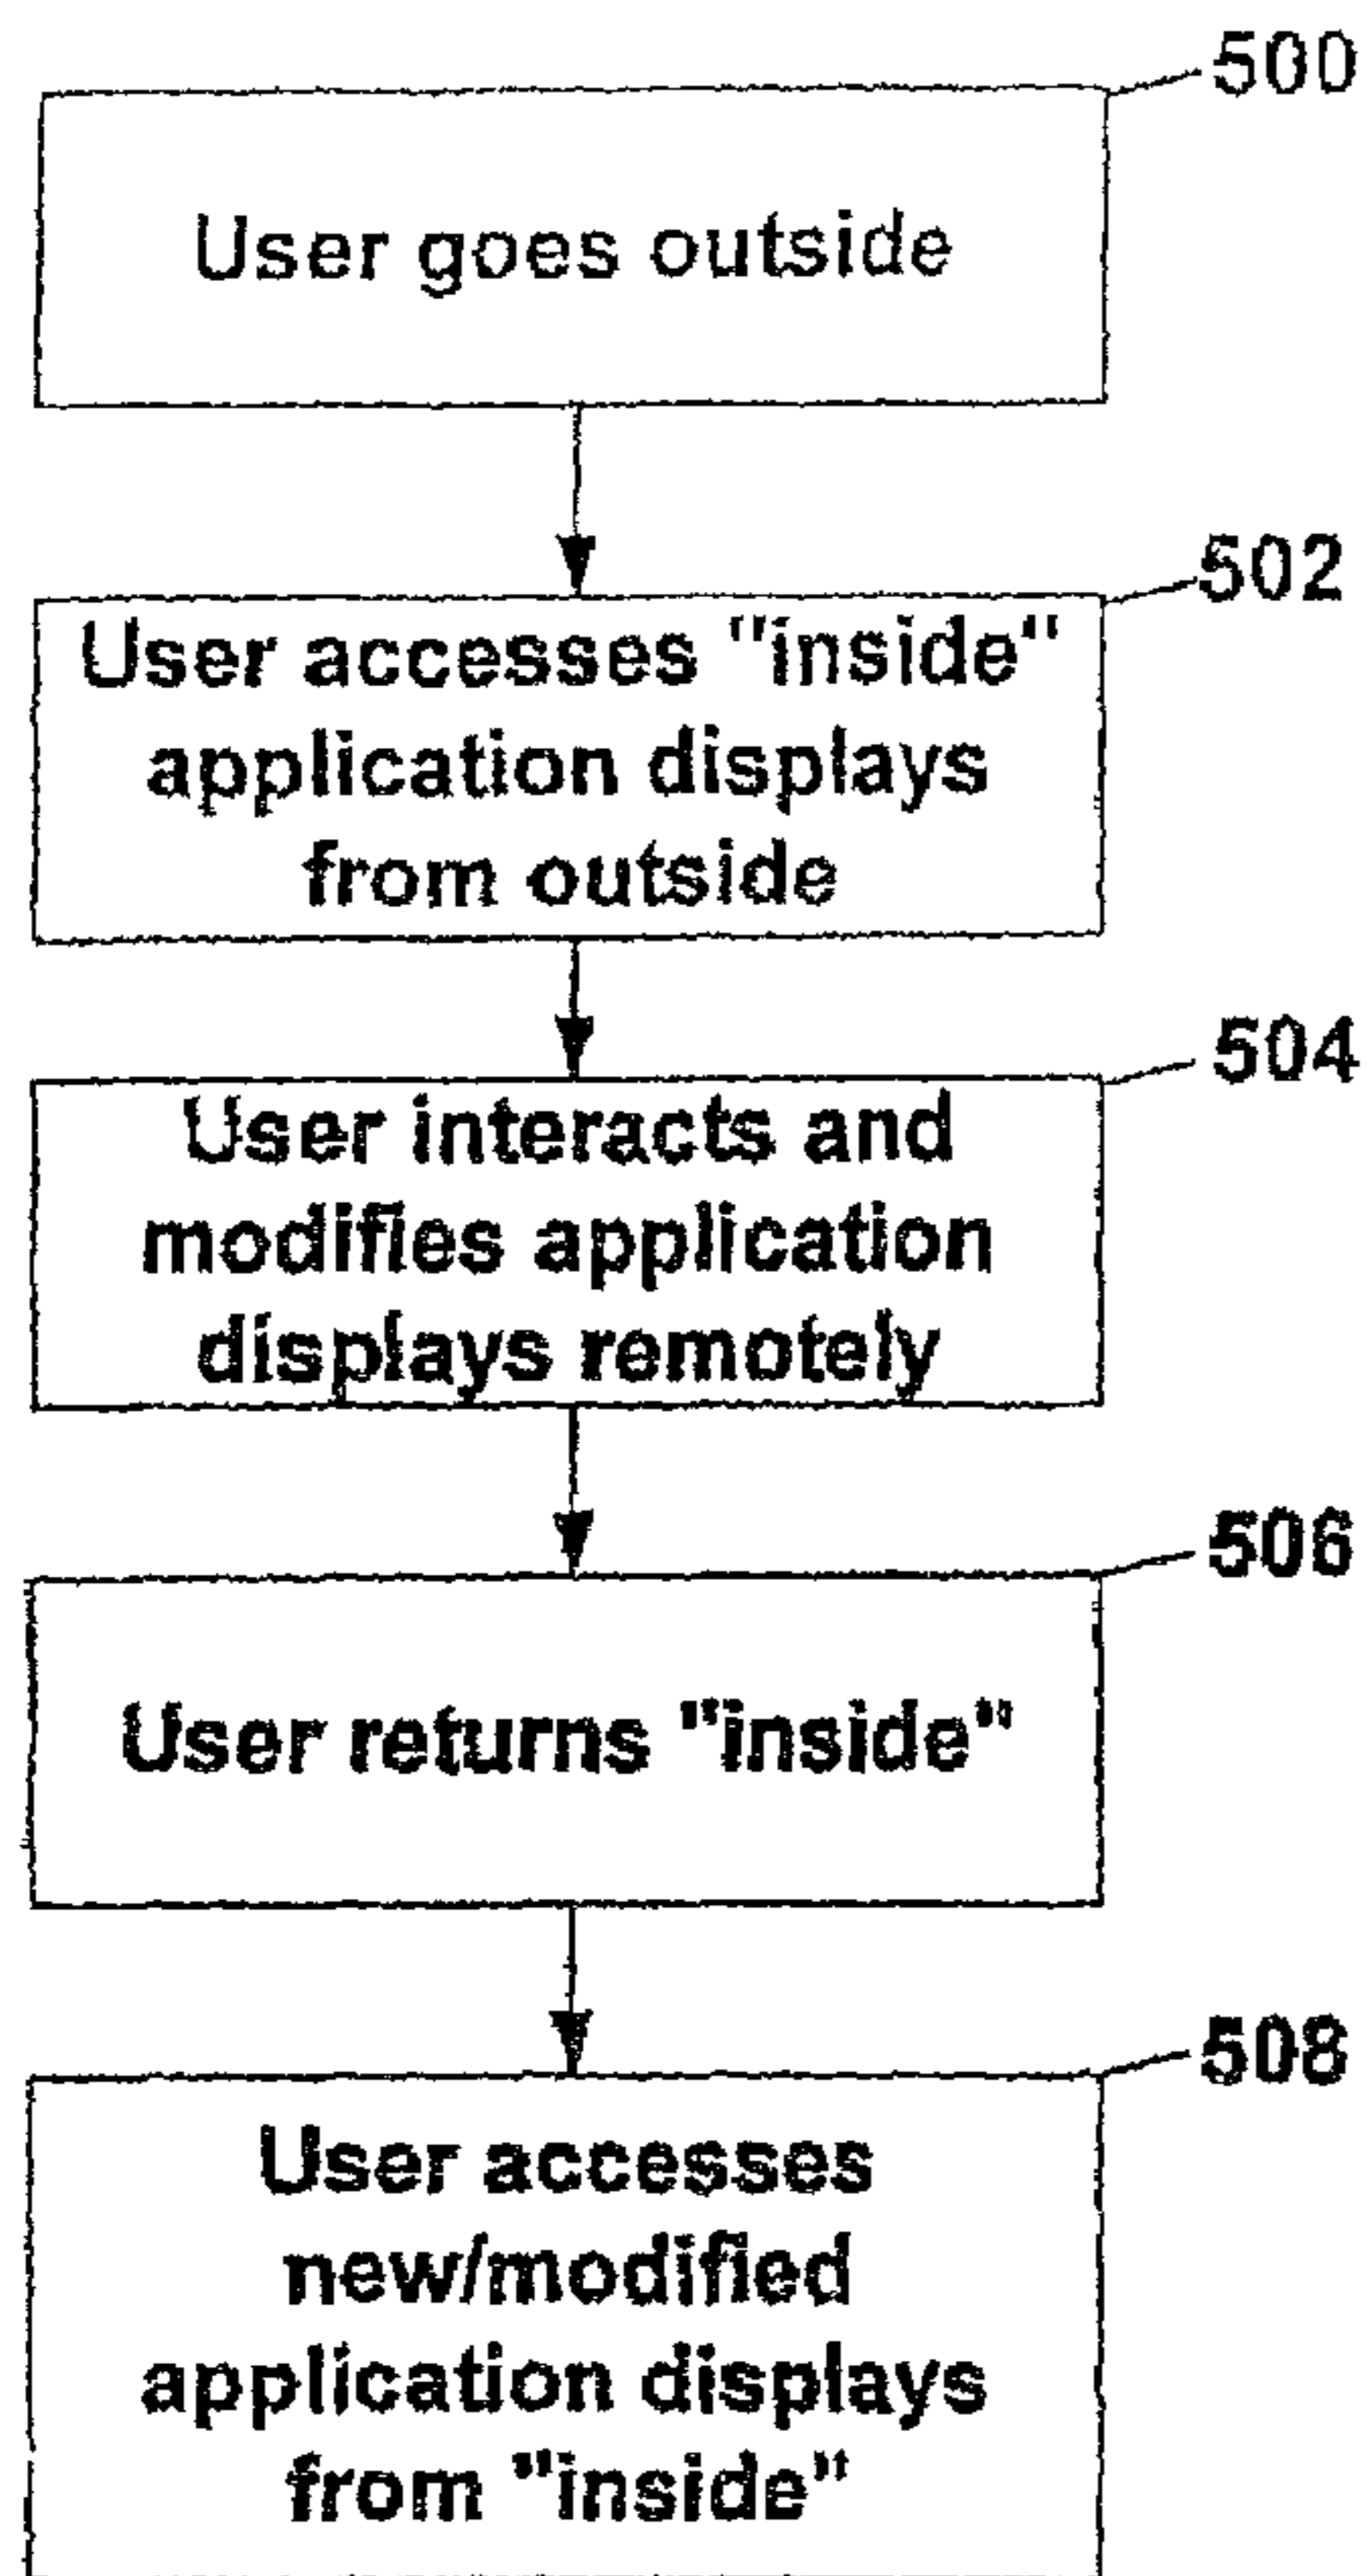 500
User goes outside
502
User accesses "inside"
application displays
from outside
504
User interacts and
modifies application
displays remotely
506
User returns "inside"
508
User accesses
new/modified
application displays
from "inside"